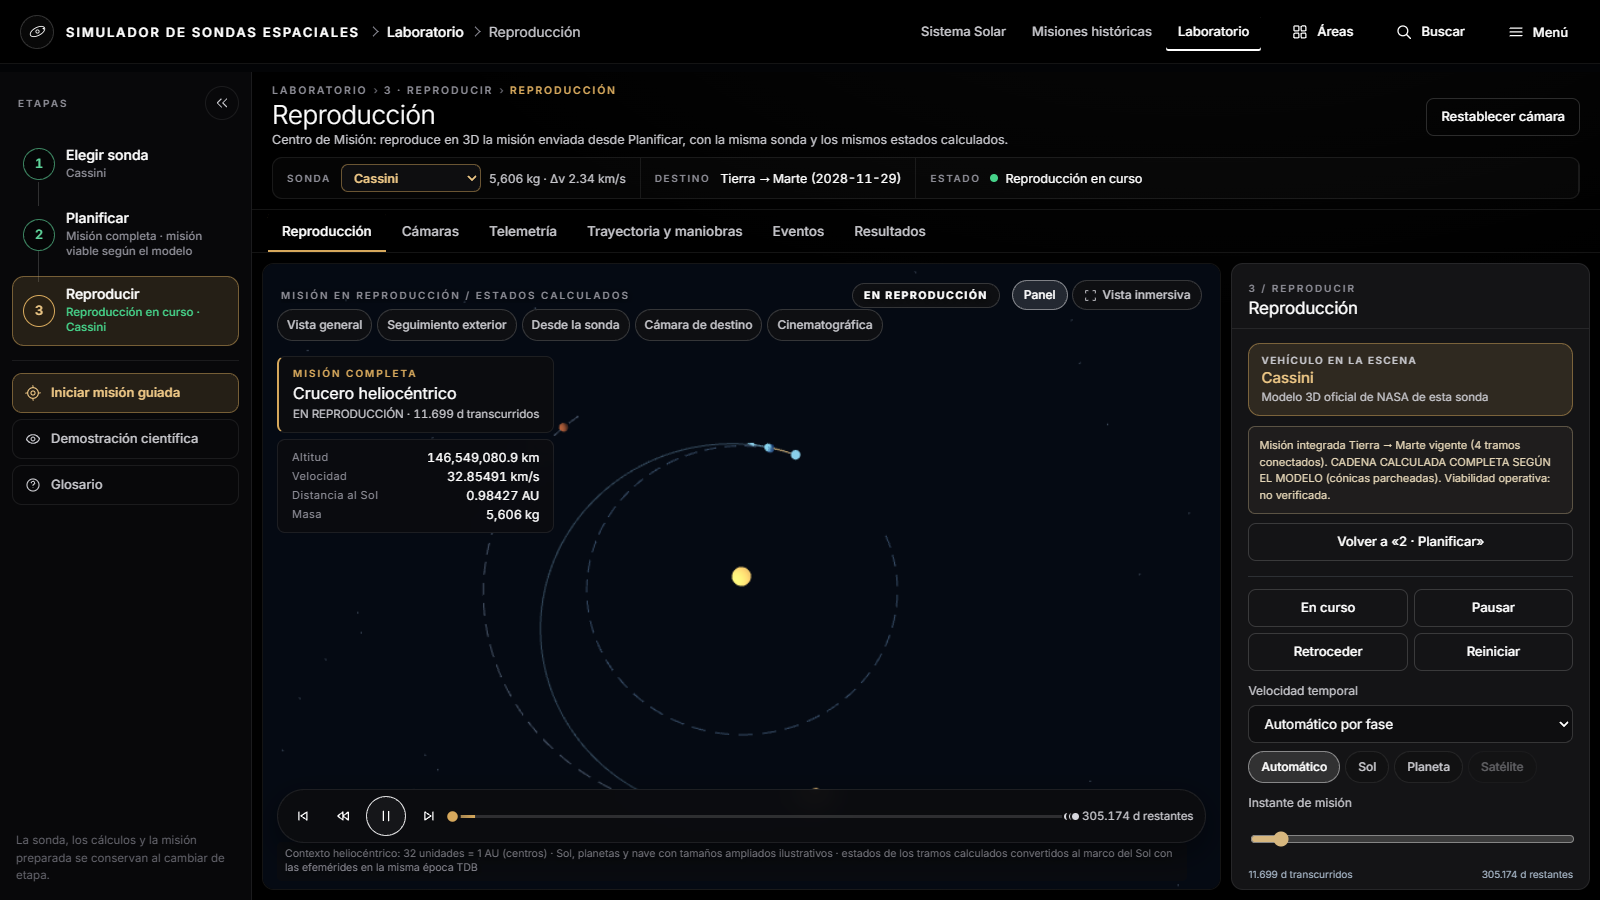 SIMULADOR DE SONDAS ESPACIALES
Laboratorio
Reproducción
Sistema Solar
Misiones históricas
Laboratorio
Áreas
Buscar
Menú
ETAPAS
1
Elegir sonda
Cassini
2
Planificar
Misión completa · misión
viable según el modelo
3
Reproducir
Reproducción en curso ·
Cassini
Iniciar misión guiada
Demostración científica
Glosario
La sonda, los cálculos y la misión
preparada se conservan al cambiar de
etapa.
LABORATORIO › 3 · REPRODUCIR › REPRODUCCIÓN
Reproducción
Centro de Misión: reproduce en 3D la misión enviada desde Planificar, con la misma sonda y los mismos estados calculados.
Restablecer cámara
SONDA
Cassini
5,606 kg · Δv 2.34 km/s
DESTINO
Tierra → Marte (2028-11-29)
ESTADO
Reproducción en curso
Reproducción
Cámaras
Telemetría
Trayectoria y maniobras
Eventos
Resultados
MISIÓN EN REPRODUCCIÓN / ESTADOS CALCULADOS
EN REPRODUCCIÓN
Panel
Vista inmersiva
Vista general
Seguimiento exterior
Desde la sonda
Cámara de destino
Cinematográfica
MISIÓN COMPLETA
Crucero heliocéntrico
EN REPRODUCCIÓN · 11.699 d transcurridos
Altitud 146,549,080.9 km
Velocidad 32.85491 km/s
Distancia al Sol 0.98427 AU
Masa 5,606 kg
305.174 d restantes
Contexto heliocéntrico: 32 unidades = 1 AU (centros) · Sol, planetas y nave con tamaños ampliados ilustrativos · estados de los tramos calculados convertidos al marco del Sol con
las efemérides en la misma época TDB
3 / REPRODUCIR
Reproducción
VEHÍCULO EN LA ESCENA
Cassini
Modelo 3D oficial de NASA de esta sonda
Misión integrada Tierra → Marte vigente (4 tramos
conectados). CADENA CALCULADA COMPLETA SEGÚN
EL MODELO (cónicas parcheadas). Viabilidad operativa:
no verificada.
Volver a «2 · Planificar»
En curso
Pausar
Retroceder
Reiniciar
Velocidad temporal
Automático por fase
Automático
Sol
Planeta
Satélite
Instante de misión
11.699 d transcurridos
305.174 d restantes